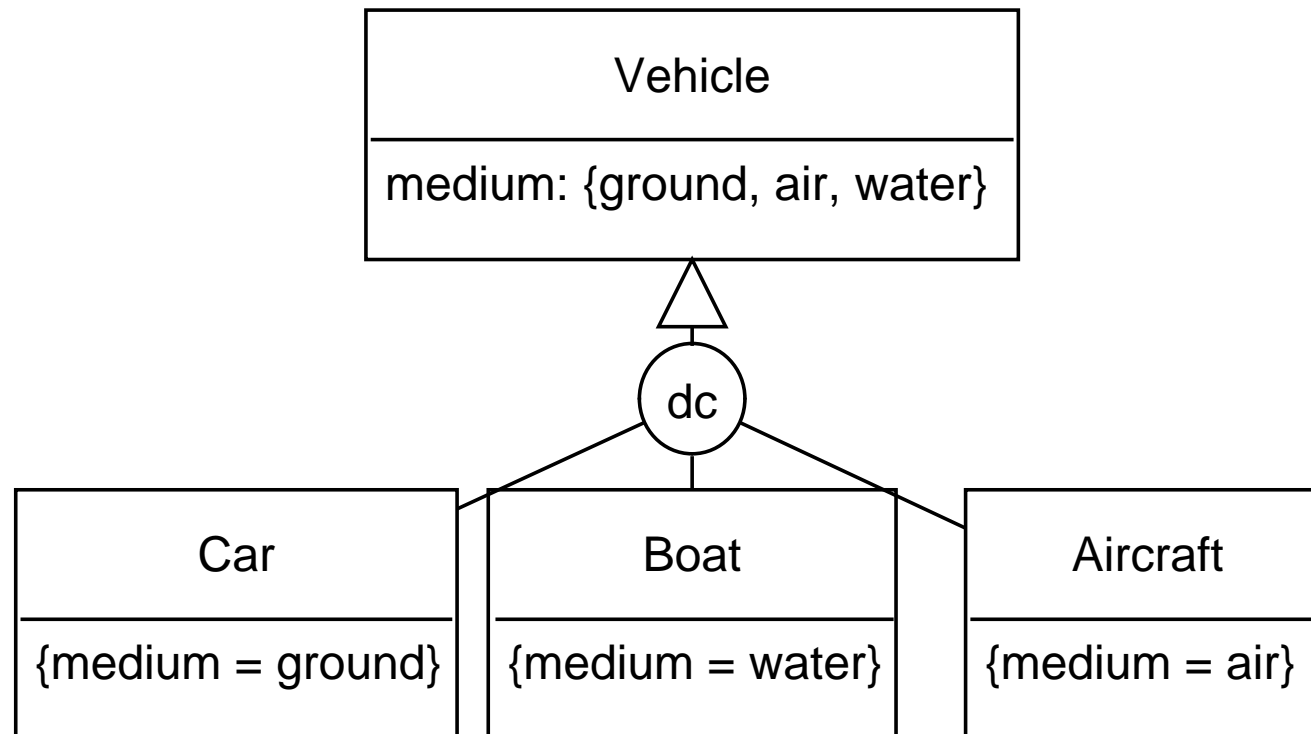 Vehicle
medium: {ground, air, water}
dc
Car
{medium = ground}
Boat
{medium = water}
Aircraft
{medium = air}